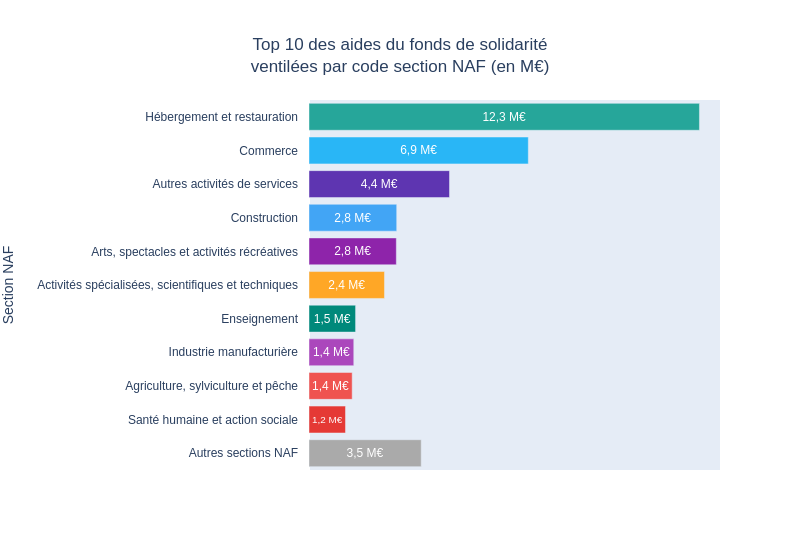 Top 10 des aides du fonds de solidarité
ventilées par code section NAF (en M€)
Section NAF
Hébergement et restauration 12,3 M€
Commerce 6,9 M€
Autres activités de services 4,4 M€
Construction 2,8 M€
Arts, spectacles et activités récréatives 2,8 M€
Activités spécialisées, scientifiques et techniques 2,4 M€
Enseignement 1,5 M€
Industrie manufacturière 1,4 M€
Agriculture, sylviculture et pêche 1,4 M€
Santé humaine et action sociale 1,2 M€
Autres sections NAF 3,5 M€